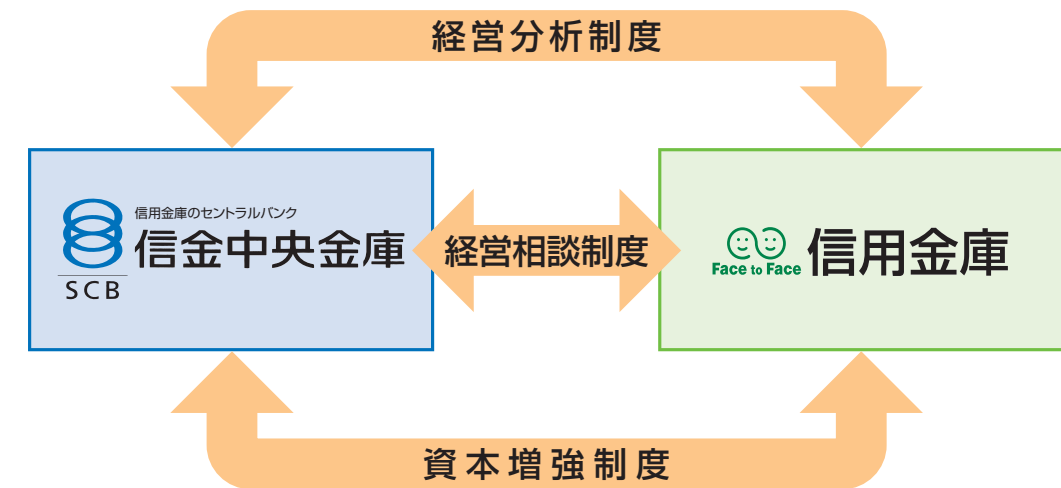 経営分析制度
信用金庫のセントラルバンク
信金中央金庫
SCB
経営相談制度
Face to Face
信用金庫
資本増強制度